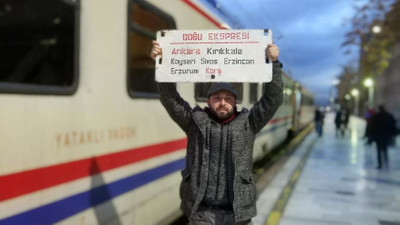 DOĞU EKSPRESİ
Ankara Kırıkkale
Kayseri Sivas Erzincan
Erzurum Kars
YATAKLI VAGON